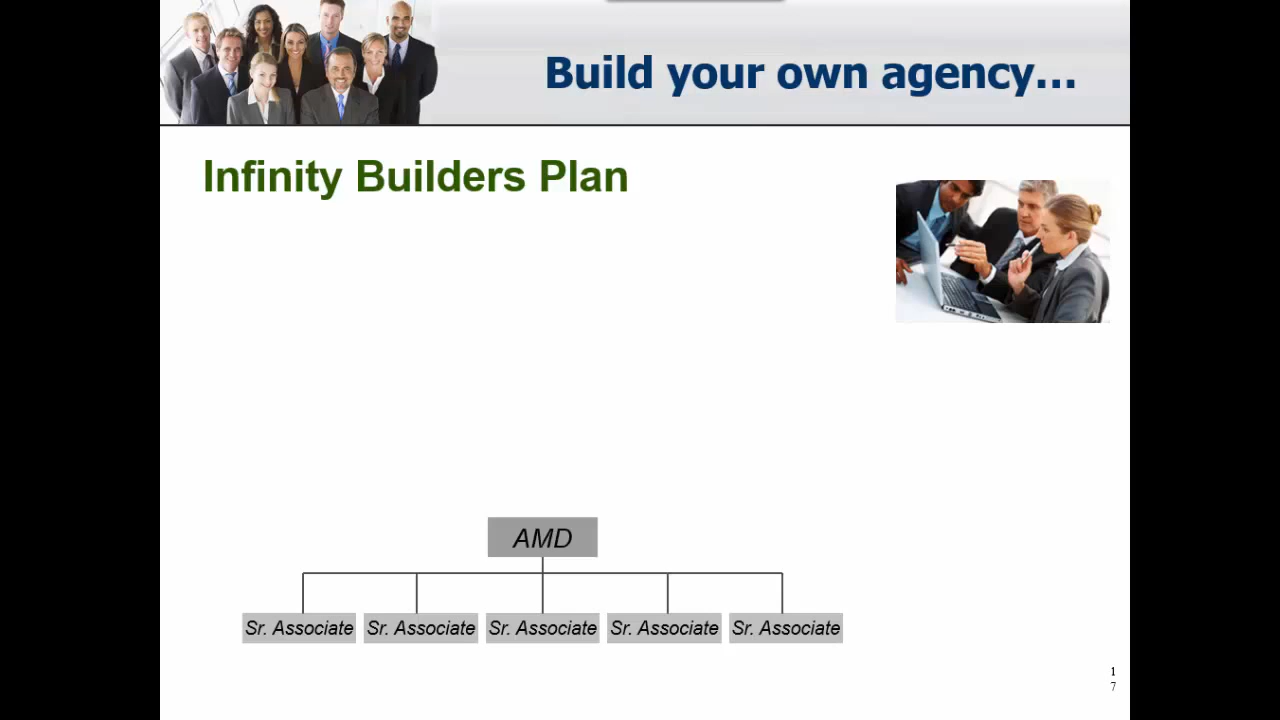 Build your own agency...
Infinity Builders Plan
AMD
Sr. Associate Sr. Associate Sr. Associate Sr. Associate Sr. Associate
1
7